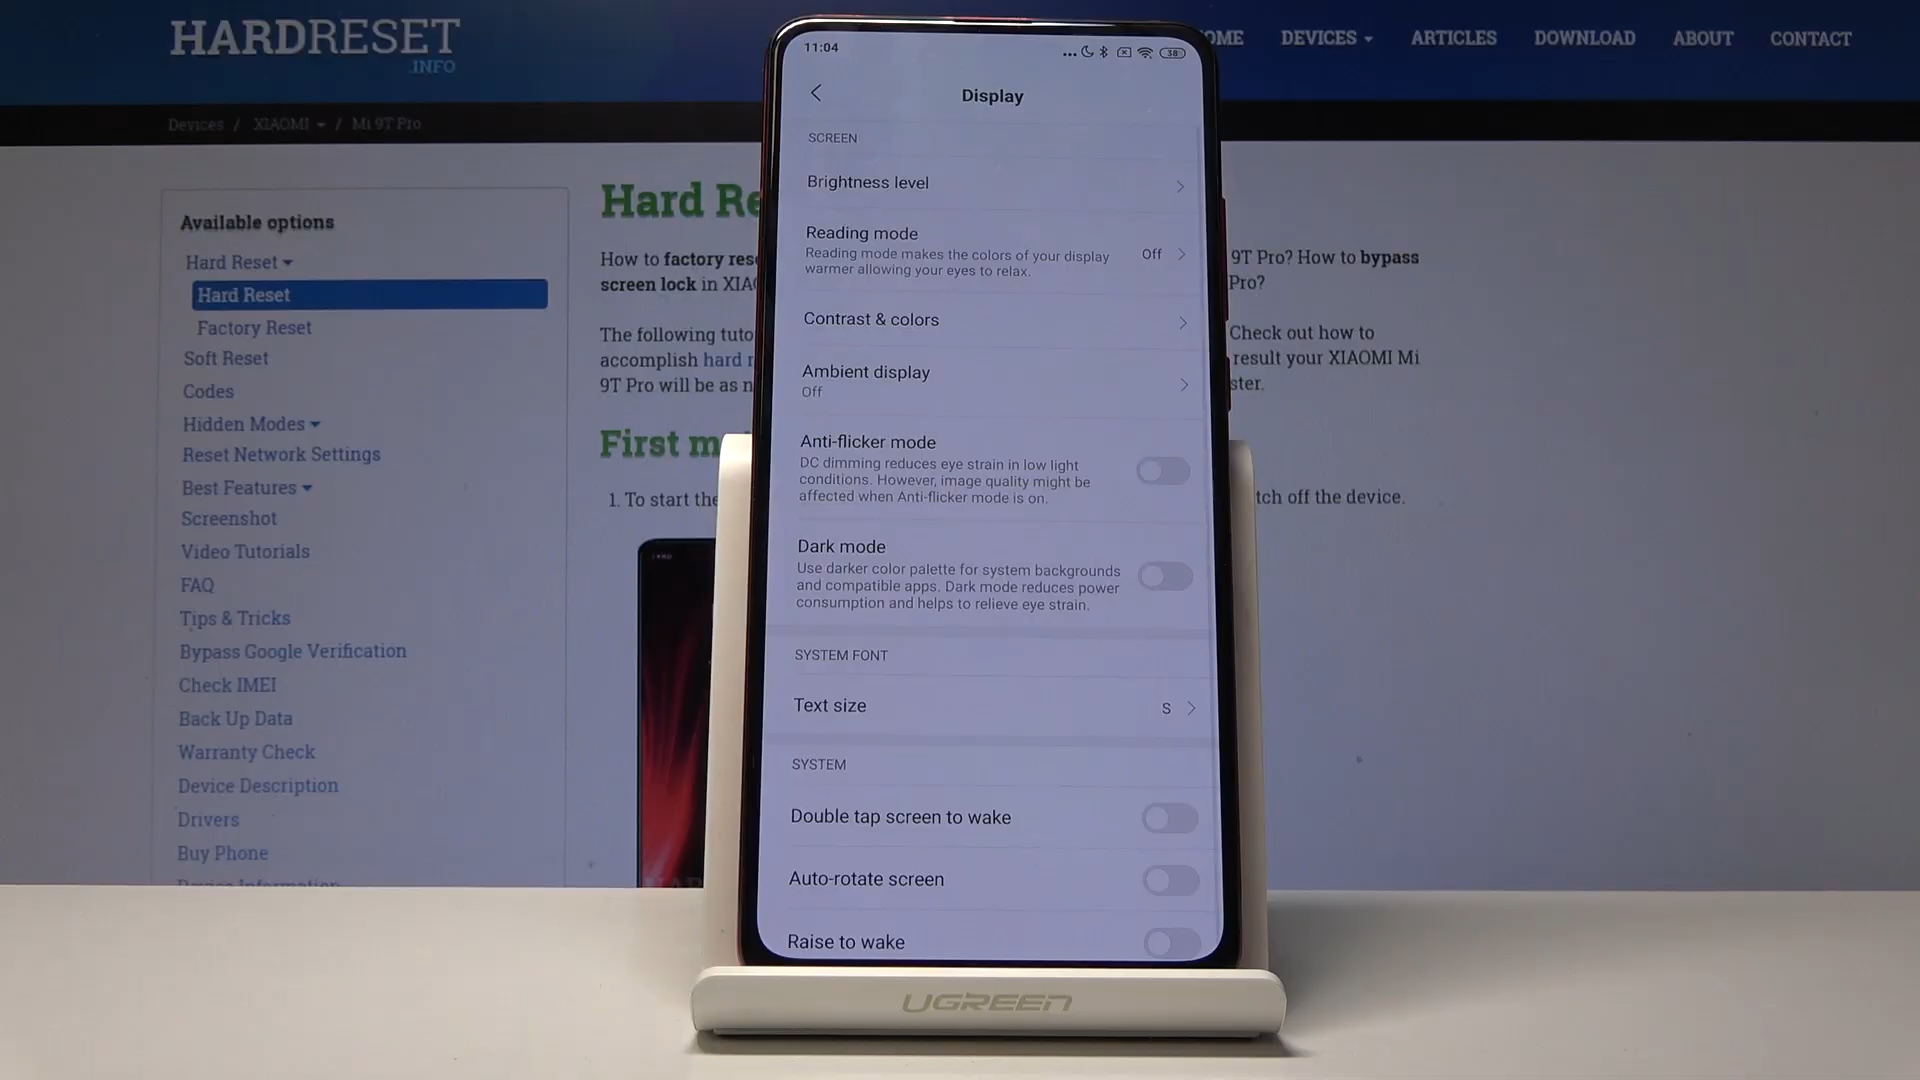 HARDRESET
.INFO
OME DEVICES ARTICLES DOWNLOAD ABOUT CONTACT
Devices / XIAOMI / Mi 9T Pro
Available options
Hard Reset
Hard Reset
Factory Reset
Soft Reset
Codes
Hidden Modes
Reset Network Settings
Best Features
Screenshot
Video Tutorials
FAQ
Tips & Tricks
Bypass Google Verification
Check IMEI
Back Up Data
Warranty Check
Device Description
Drivers
Buy Phone
Device Information
Hard Re
How to factory res 9T Pro? How to bypass
screen lock in XIA Pro?
The following tuto Check out how to
accomplish hard r result your XIAOMI Mi
9T Pro will be as n ster.
First m
1. To start the tch off the device.
11:04
38
Display
SCREEN
Brightness level
Reading mode
Reading mode makes the colors of your display
warmer allowing your eyes to relax.
Off
Contrast & colors
Ambient display
Off
Anti-flicker mode
DC dimming reduces eye strain in low light
conditions. However, image quality might be
affected when Anti-flicker mode is on.
Dark mode
Use darker color palette for system backgrounds
and compatible apps. Dark mode reduces power
consumption and helps to relieve eye strain.
SYSTEM FONT
Text size S
SYSTEM
Double tap screen to wake
Auto-rotate screen
Raise to wake
UGREEN